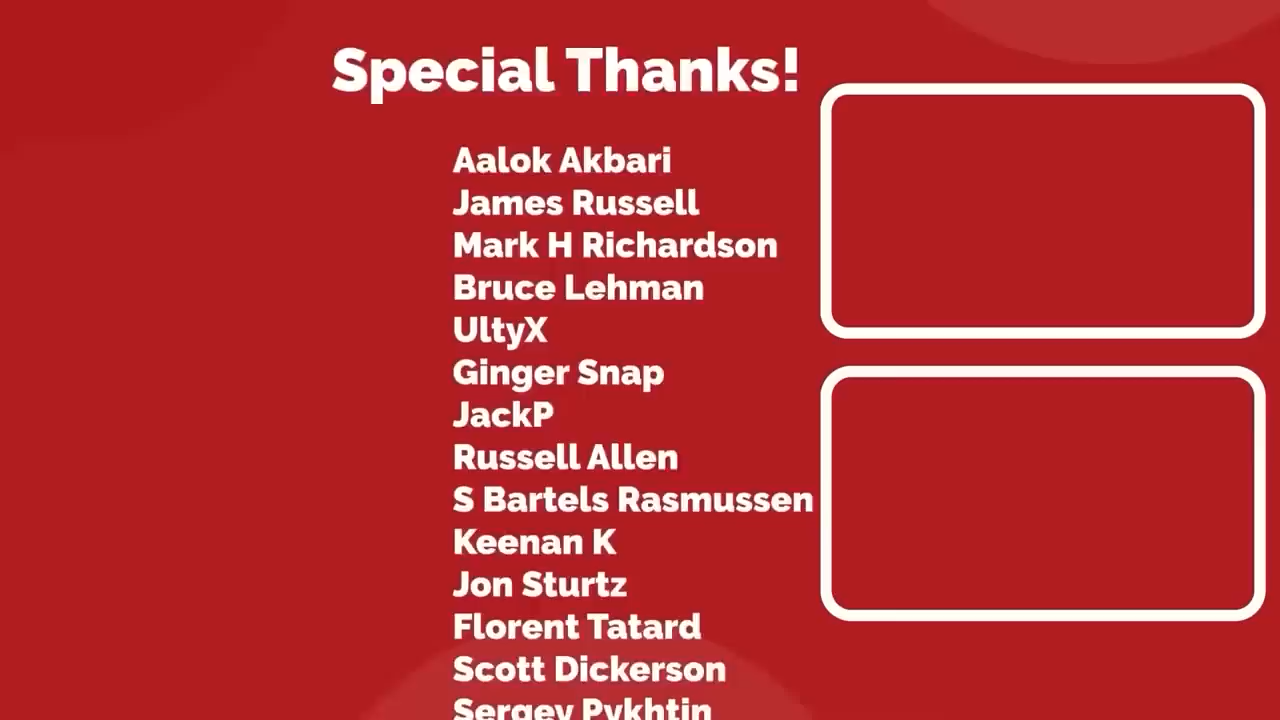 Special Thanks!
Aalok Akbari
James Russell
Mark H Richardson
Bruce Lehman
UltyX
Ginger Snap
JackP
Russell Allen
S Bartels Rasmussen
Keenan K
Jon Sturtz
Florent Tatard
Scott Dickerson
Sergey Pykhtin